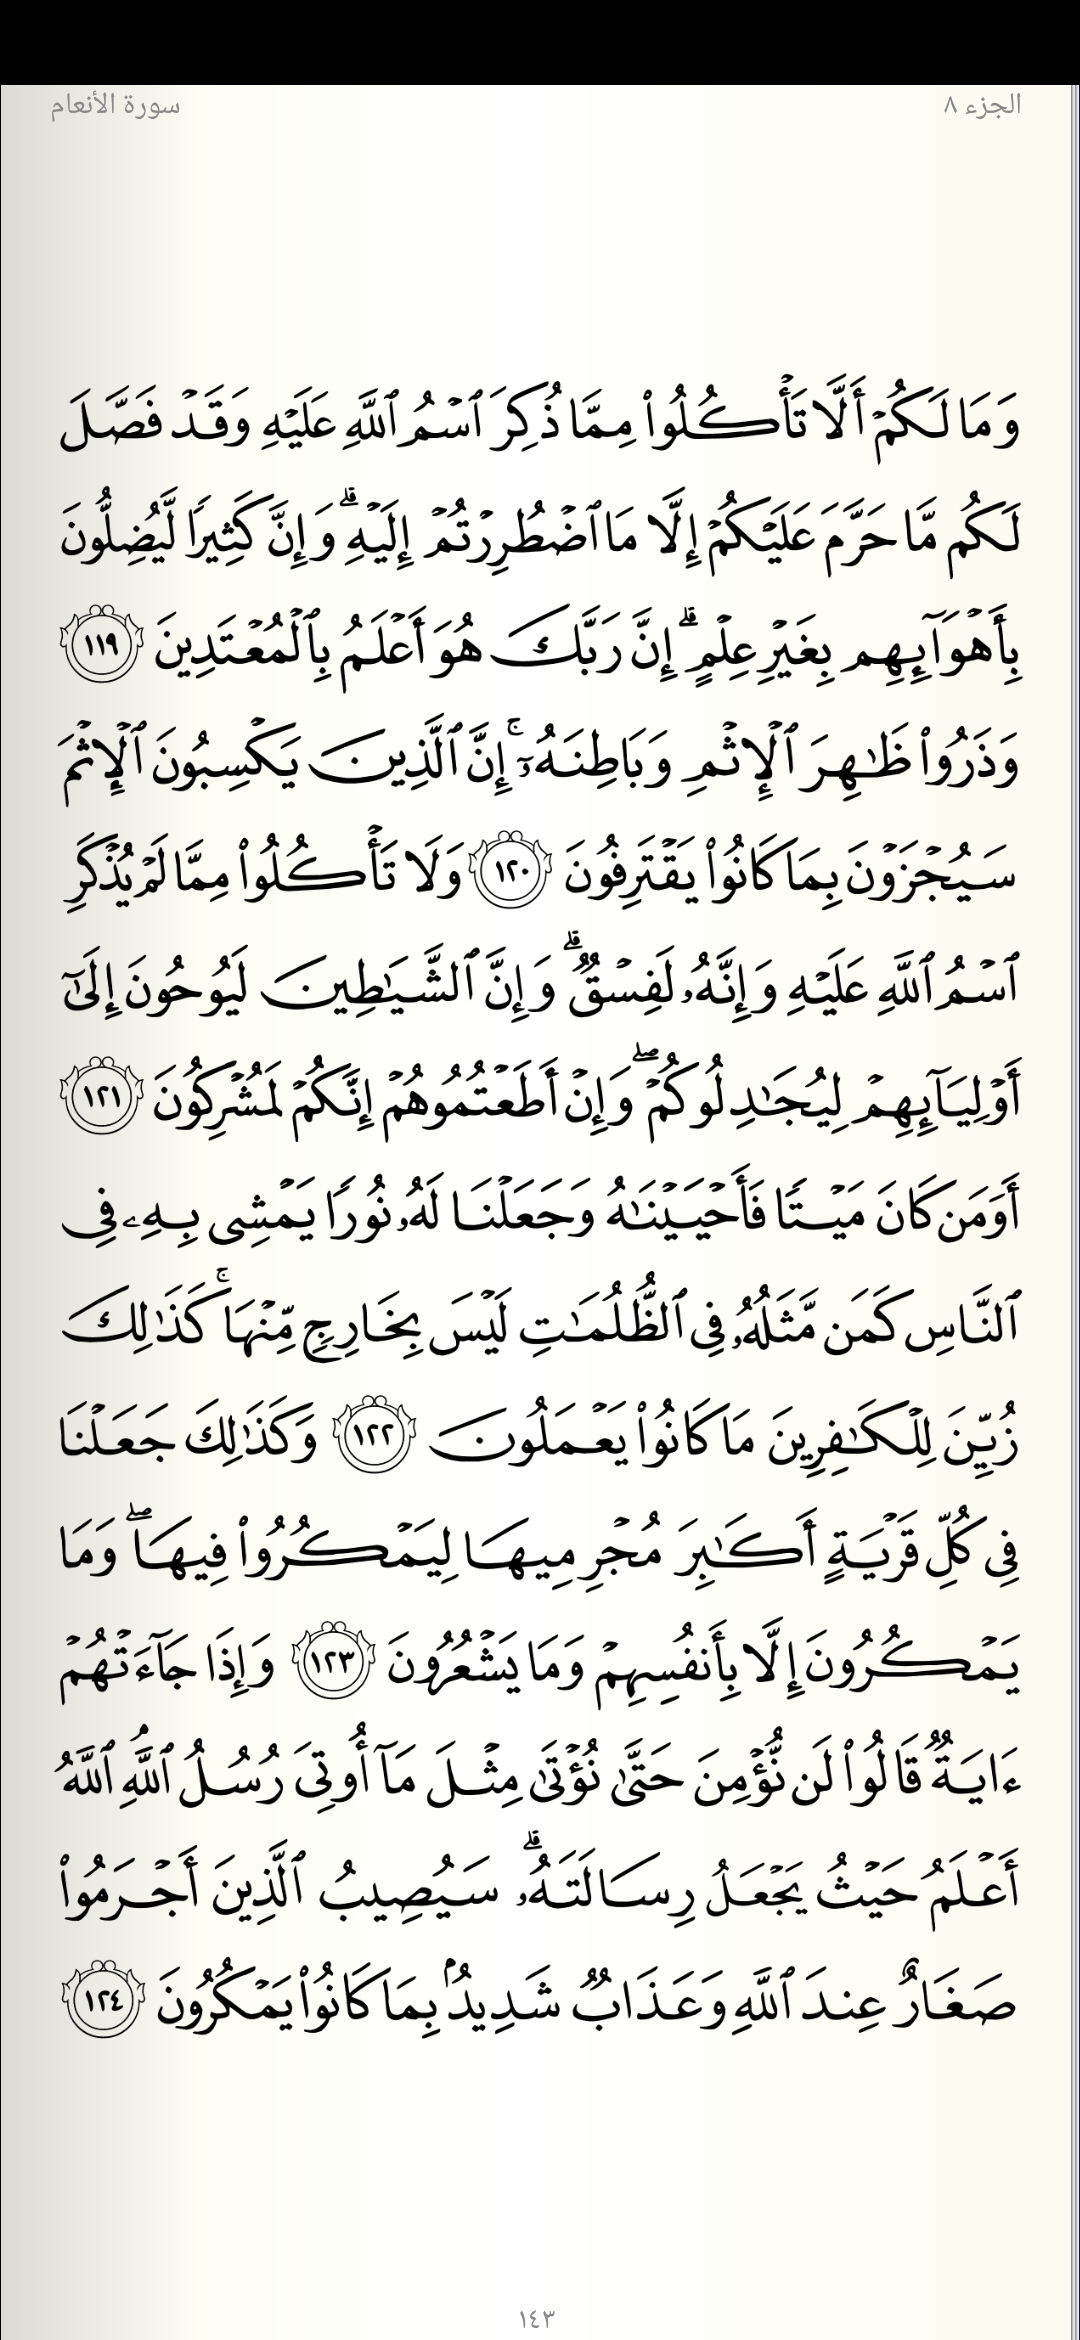 الجزء ٨
سورة الأنعام
وَمَا لَكُمْ أَلَّا تَأْكُلُوا۟ مِمَّا ذُكِرَ ٱسْمُ ٱللَّهِ عَلَيْهِ وَقَدْ فَصَّلَ
لَكُم مَّا حَرَّمَ عَلَيْكُمْ إِلَّا مَا ٱضْطُرِرْتُمْ إِلَيْهِ ۗ وَإِنَّ كَثِيرًا لَّيُضِلُّونَ
بِأَهْوَآئِهِم بِغَيْرِ عِلْمٍ ۗ إِنَّ رَبَّكَ هُوَ أَعْلَمُ بِٱلْمُعْتَدِينَ ١١٩
وَذَرُوا۟ ظَـٰهِرَ ٱلْإِثْمِ وَبَاطِنَهُۥٓ ۚ إِنَّ ٱلَّذِينَ يَكْسِبُونَ ٱلْإِثْمَ
سَيُجْزَوْنَ بِمَا كَانُوا۟ يَقْتَرِفُونَ ١٢٠ وَلَا تَأْكُلُوا۟ مِمَّا لَمْ يُذْكَرِ
ٱسْمُ ٱللَّهِ عَلَيْهِ وَإِنَّهُۥ لَفِسْقٌ ۗ وَإِنَّ ٱلشَّيَـٰطِينَ لَيُوحُونَ إِلَىٰٓ
أَوْلِيَآئِهِمْ لِيُجَـٰدِلُوكُمْ ۖ وَإِنْ أَطَعْتُمُوهُمْ إِنَّكُمْ لَمُشْرِكُونَ ١٢١
أَوَمَن كَانَ مَيْتًا فَأَحْيَيْنَـٰهُ وَجَعَلْنَا لَهُۥ نُورًا يَمْشِى بِهِۦ فِى
ٱلنَّاسِ كَمَن مَّثَلُهُۥ فِى ٱلظُّلُمَـٰتِ لَيْسَ بِخَارِجٍ مِّنْهَا ۚ كَذَٰلِكَ
زُيِّنَ لِلْكَـٰفِرِينَ مَا كَانُوا۟ يَعْمَلُونَ ١٢٢ وَكَذَٰلِكَ جَعَلْنَا
فِى كُلِّ قَرْيَةٍ أَكَـٰبِرَ مُجْرِمِيهَا لِيَمْكُرُوا۟ فِيهَا ۖ وَمَا
يَمْكُرُونَ إِلَّا بِأَنفُسِهِمْ وَمَا يَشْعُرُونَ ١٢٣ وَإِذَا جَآءَتْهُمْ
ءَايَةٌ قَالُوا۟ لَن نُّؤْمِنَ حَتَّىٰ نُؤْتَىٰ مِثْلَ مَآ أُوتِىَ رُسُلُ ٱللَّهِ ۘ ٱللَّهُ
أَعْلَمُ حَيْثُ يَجْعَلُ رِسَالَتَهُۥ ۗ سَيُصِيبُ ٱلَّذِينَ أَجْرَمُوا۟
صَغَارٌ عِندَ ٱللَّهِ وَعَذَابٌ شَدِيدٌۢ بِمَا كَانُوا۟ يَمْكُرُونَ ١٢٤
١٤٣